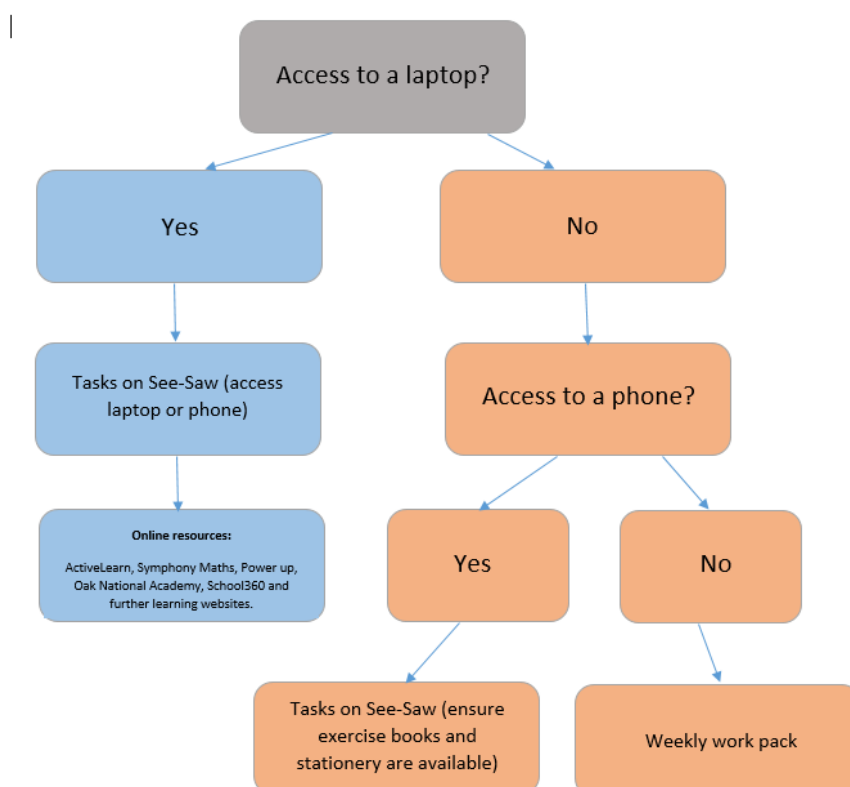 Access to a laptop?
Yes
No
Tasks on See-Saw (access
laptop or phone)
Access to a phone?
Online resources:
ActiveLearn, Symphony Maths, Power up,
Oak National Academy, School360 and
further learning websites.
Yes
No
Tasks on See-Saw (ensure
exercise books and
stationery are available)
Weekly work pack